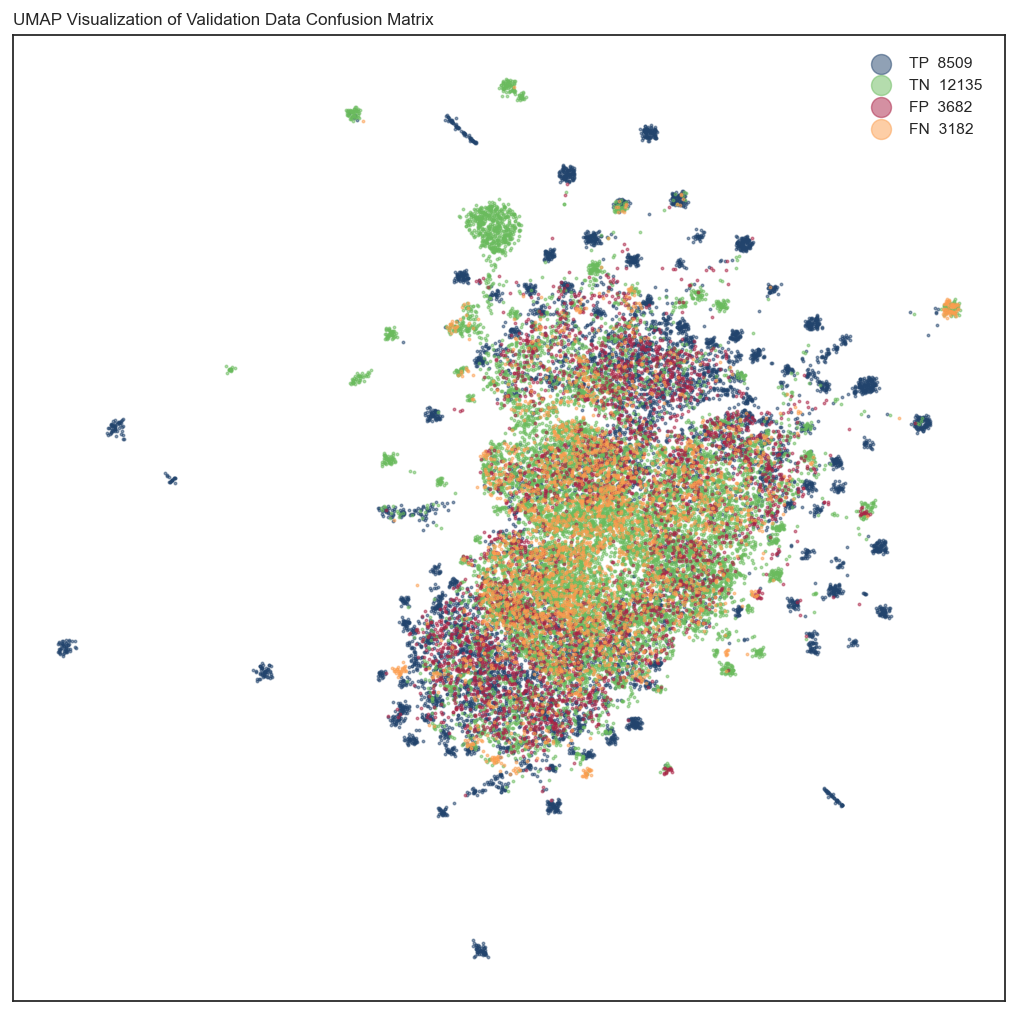 UMAP Visualization of Validation Data Confusion Matrix
TP 8509
TN 12135
FP 3682
FN 3182